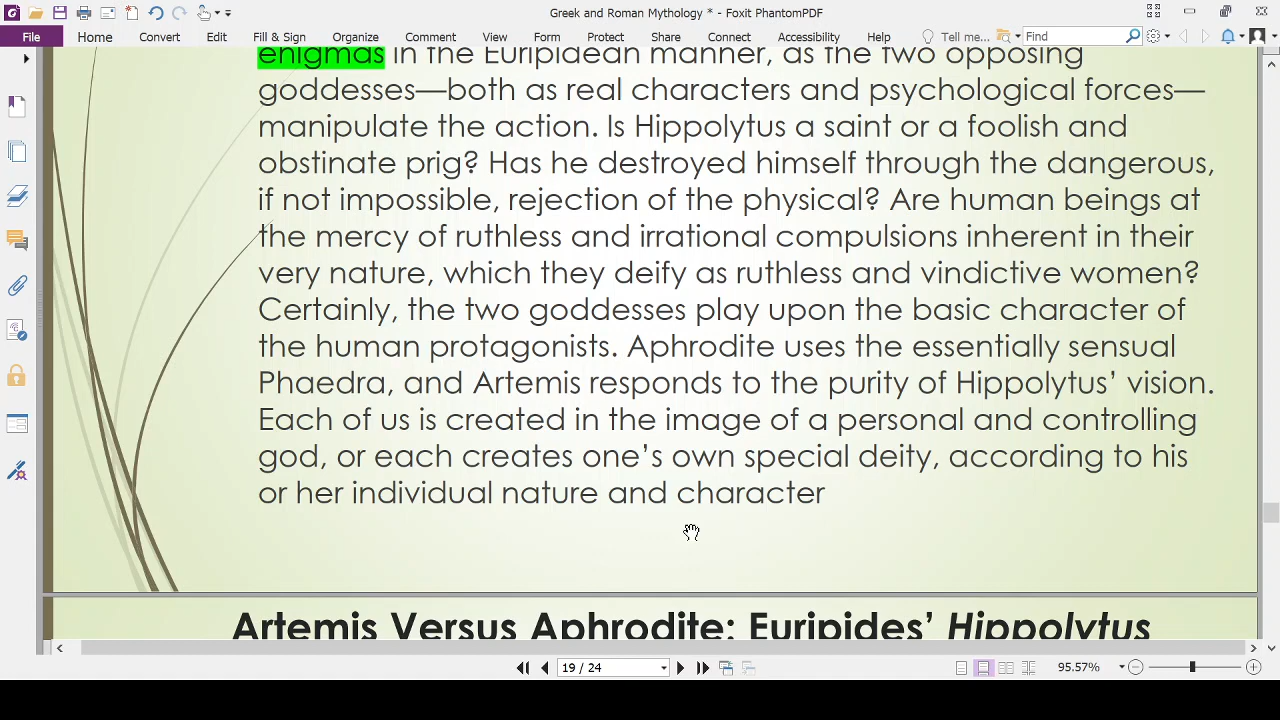 Greek and Roman Mythology * - Foxit PhantomPDF
File Home Convert Edit Fill & Sign Organize Comment View Form Protect Share Connect Accessibility Help Tell me... Find
enigmas in the Euripidean manner, as the two opposing
goddesses—both as real characters and psychological forces—
manipulate the action. Is Hippolytus a saint or a foolish and
obstinate prig? Has he destroyed himself through the dangerous,
if not impossible, rejection of the physical? Are human beings at
the mercy of ruthless and irrational compulsions inherent in their
very nature, which they deify as ruthless and vindictive women?
Certainly, the two goddesses play upon the basic character of
the human protagonists. Aphrodite uses the essentially sensual
Phaedra, and Artemis responds to the purity of Hippolytus’ vision.
Each of us is created in the image of a personal and controlling
god, or each creates one’s own special deity, according to his
or her individual nature and character
Artemis Versus Aphrodite: Euripides’ Hippolytus
19 / 24 95.57%